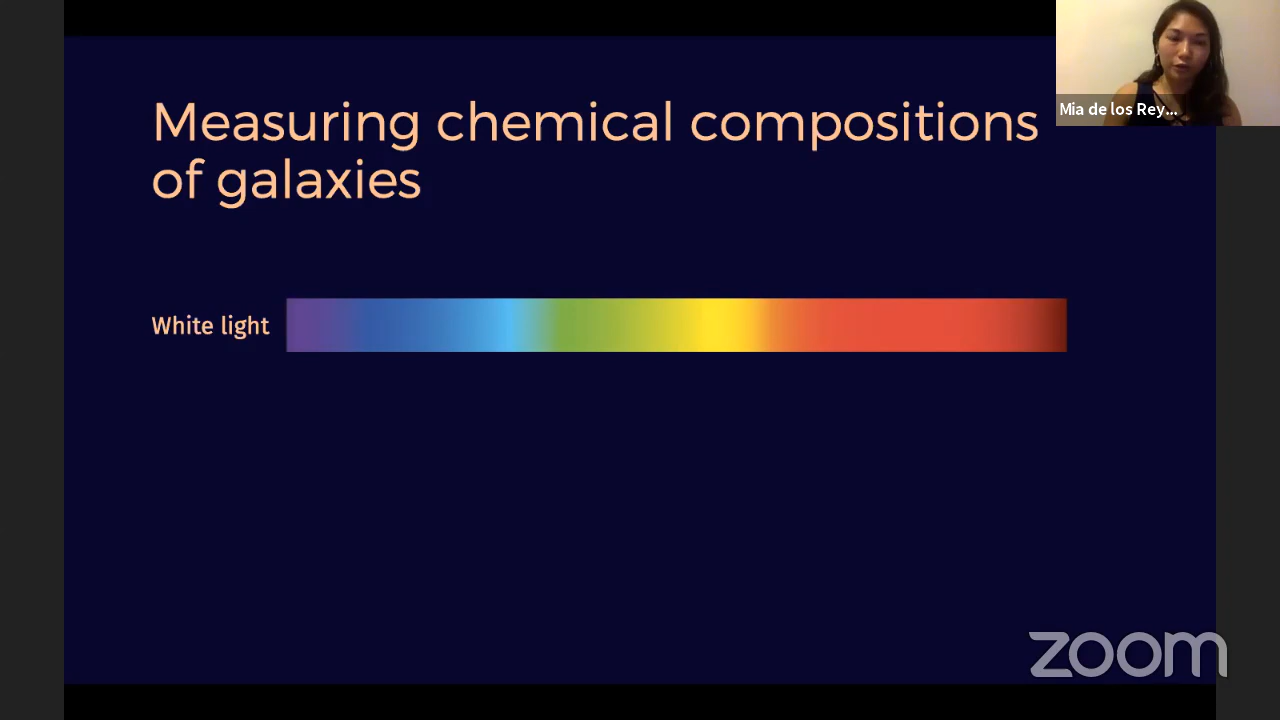 Measuring chemical compositions
of galaxies
Mia de los Rey...
White light
zoom